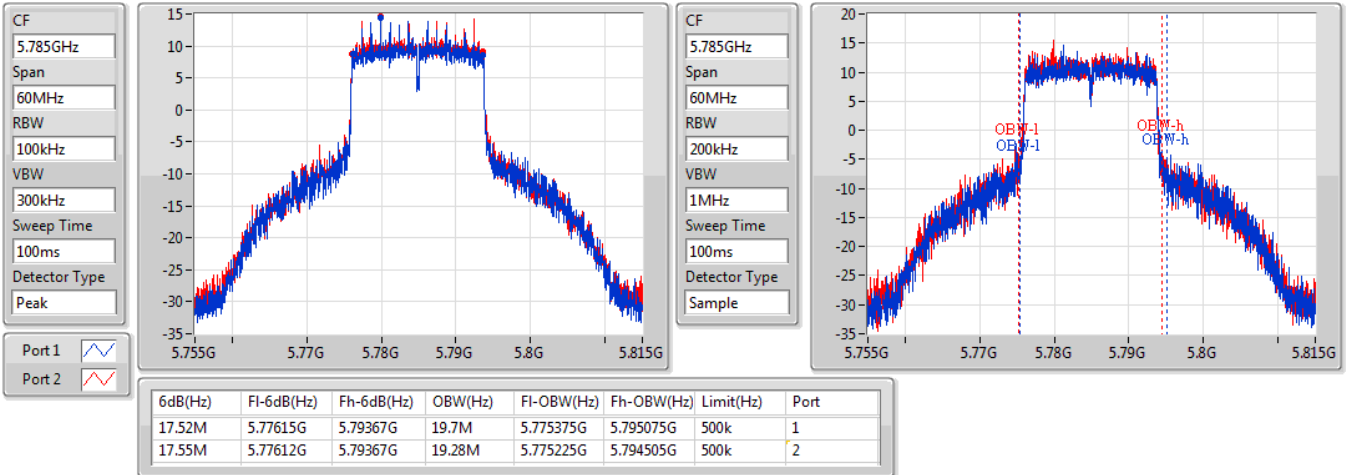 CF
5.785GHz
Span
60MHz
RBW
100kHz
VBW
300kHz
Sweep Time
100ms
Detector Type
Peak
Port 1
Port 2
15
10
5
0
-5
-10
-15
-20
-25
-30
-35
5.755G 5.77G 5.78G 5.79G 5.8G 5.815G
CF
5.785GHz
Span
60MHz
RBW
200kHz
VBW
1MHz
Sweep Time
100ms
Detector Type
Sample
20
15
10
5
0
-5
-10
-15
-20
-25
-30
-35
OBW-l OBW-h
OBW-l OBW-h
5.755G 5.77G 5.78G 5.79G 5.8G 5.815G
6dB(Hz) Fl-6dB(Hz) Fh-6dB(Hz) OBW(Hz) Fl-OBW(Hz) Fh-OBW(Hz) Limit(Hz) Port
17.52M 5.77615G 5.79367G 19.7M 5.775375G 5.795075G 500k 1
17.55M 5.77612G 5.79367G 19.28M 5.775225G 5.794505G 500k 2